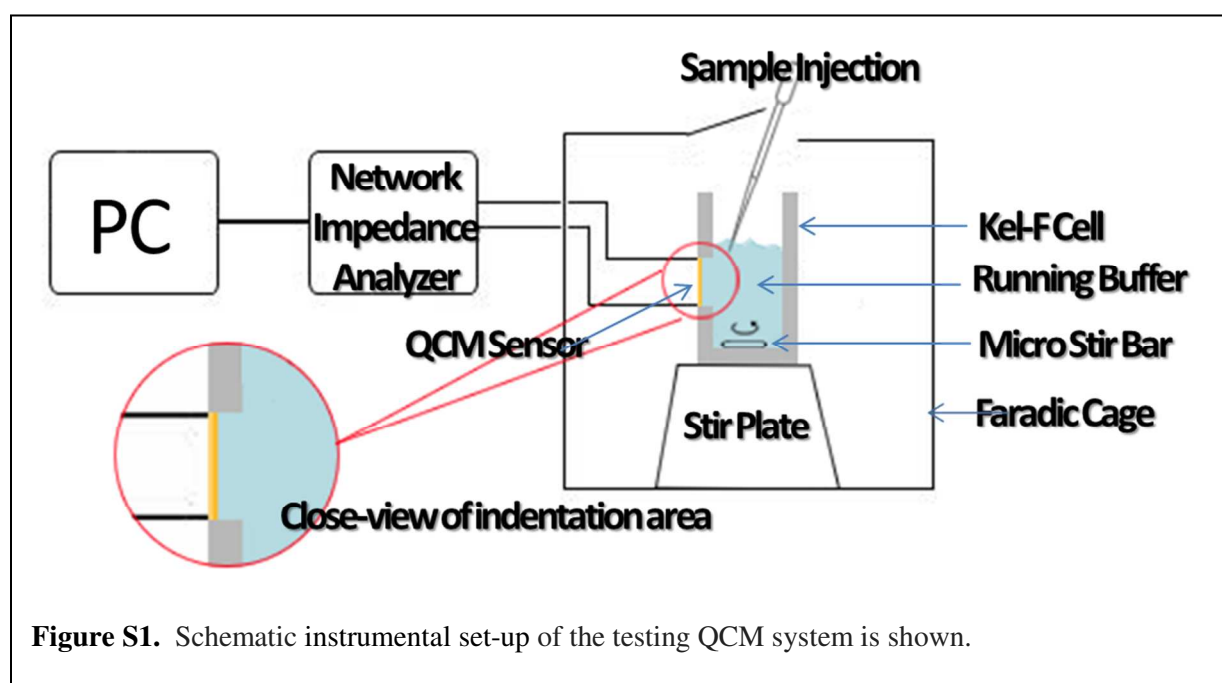 Sample Injection
PC
Network
Impedance
Analyzer
Kel-F Cell
Running Buffer
QCM Sensor
Micro Stir Bar
Stir Plate
Faradic Cage
Close-view of indentation area
Figure S1. Schematic instrumental set-up of the testing QCM system is shown.